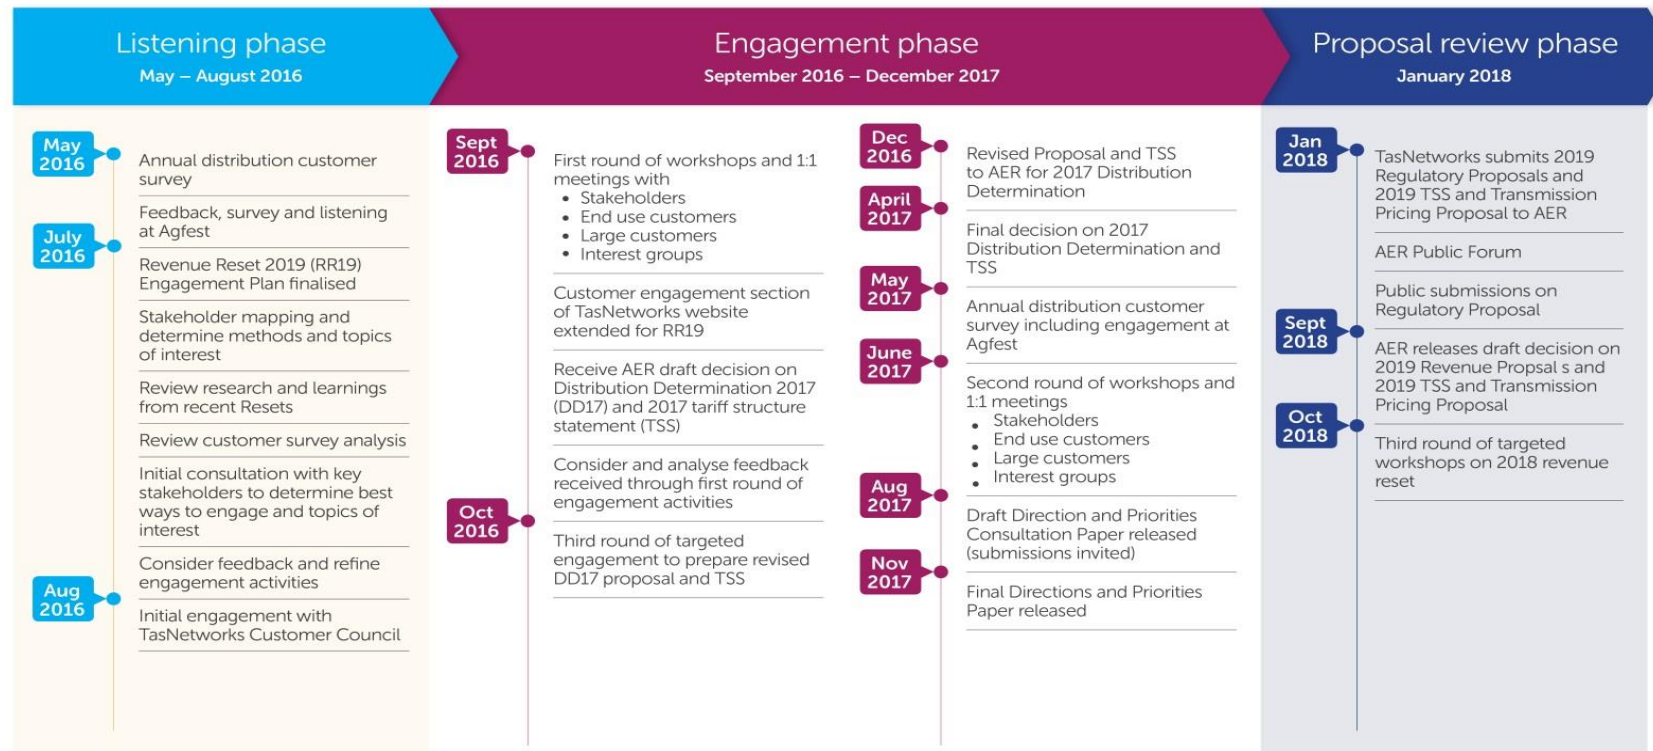 Listening phase
May – August 2016
Engagement phase
September 2016 – December 2017
Proposal review phase
January 2018
May
2016
Annual distribution customer
survey
Feedback, survey and listening
at Agfest
July
2016
Revenue Reset 2019 (RR19)
Engagement Plan finalised
Stakeholder mapping and
determine methods and topics
of interest
Review research and learnings
from recent Resets
Review customer survey analysis
Initial consultation with key
stakeholders to determine best
ways to engage and topics of
interest
Consider feedback and refine
engagement activities
Aug
2016
Initial engagement with
TasNetworks Customer Council
Sept
2016
First round of workshops and 1:1
meetings with
• Stakeholders
• End use customers
• Large customers
• Interest groups
Customer engagement section
of TasNetworks website
extended for RR19
Receive AER draft decision on
Distribution Determination 2017
(DD17) and 2017 tariff structure
statement (TSS)
Consider and analyse feedback
received through first round of
engagement activities
Oct
2016
Third round of targeted
engagement to prepare revised
DD17 proposal and TSS
Dec
2016
Revised Proposal and TSS
to AER for 2017 Distribution
Determination
April
2017
Final decision on 2017
Distribution Determination and
TSS
May
2017
Annual distribution customer
survey including engagement at
Agfest
June
2017
Second round of workshops and
1:1 meetings
• Stakeholders
• End use customers
• Large customers
• Interest groups
Aug
2017
Draft Direction and Priorities
Consultation Paper released
(submissions invited)
Nov
2017
Final Directions and Priorities
Paper released
Jan
2018
TasNetworks submits 2019
Regulatory Proposals and
2019 TSS and Transmission
Pricing Proposal to AER
AER Public Forum
Public submissions on
Regulatory Proposal
Sept
2018
AER releases draft decision on
2019 Revenue Propsal s and
2019 TSS and Transmission
Pricing Proposal
Oct
2018
Third round of targeted
workshops on 2018 revenue
reset